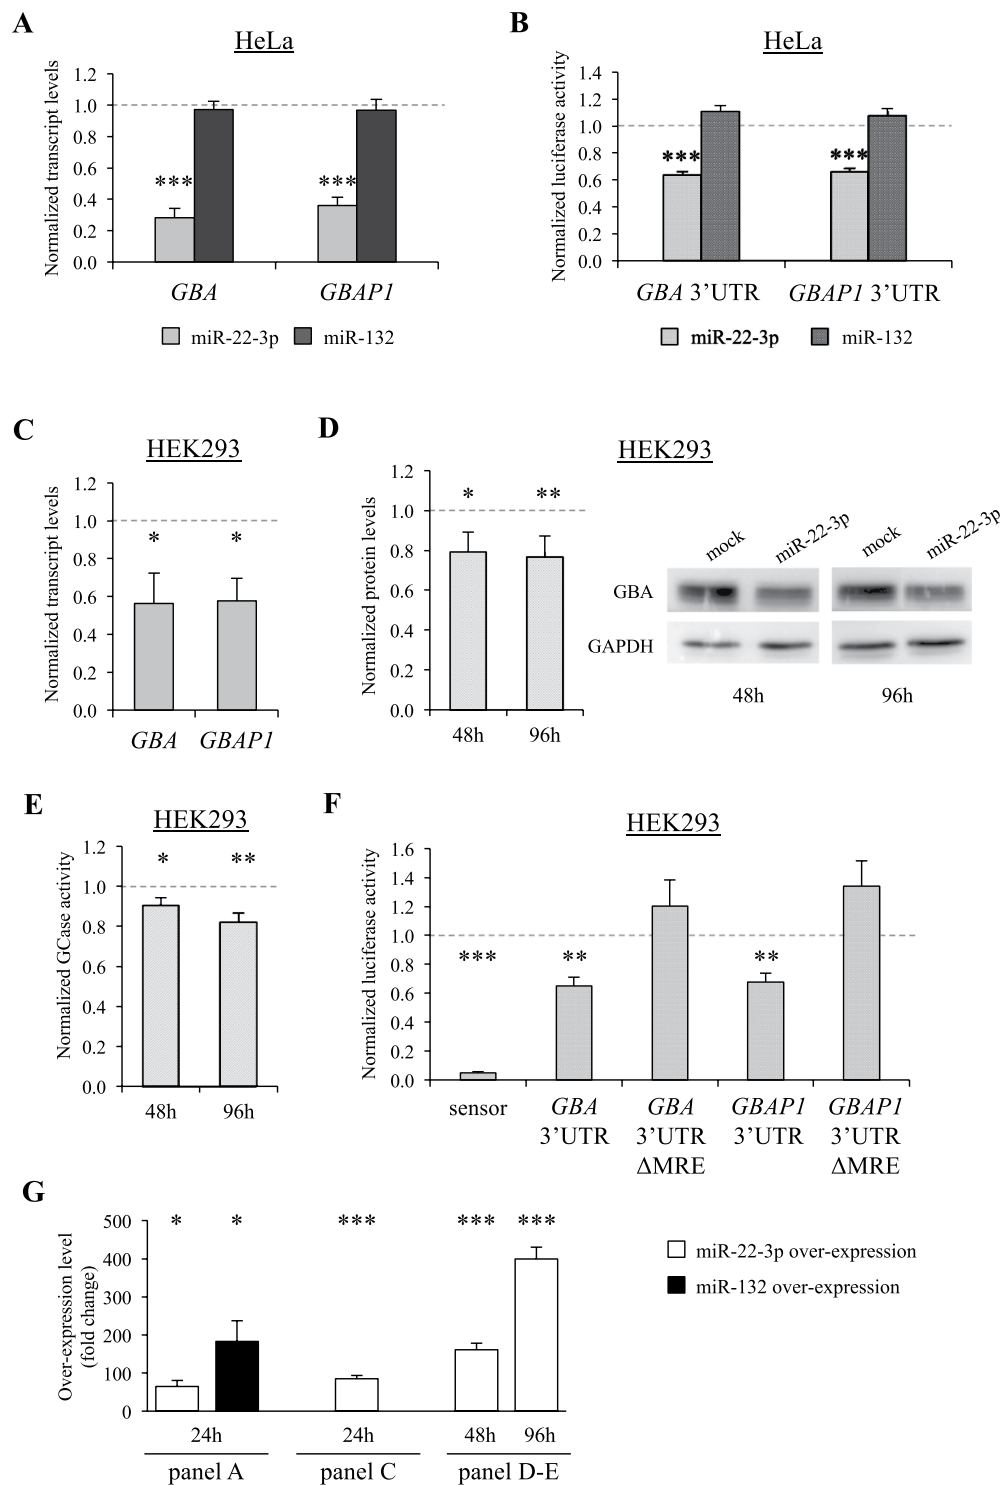 A
HeLa
Normalized transcript levels
1.2
1.0
0.8
0.6
0.4
0.2
0.0
***
***
GBA
GBAP1
miR-22-3p
miR-132
B
HeLa
Normalized luciferase activity
1.4
1.2
1.0
0.8
0.6
0.4
0.2
0.0
***
***
GBA 3’UTR
GBAP1 3’UTR
miR-22-3p
miR-132
C
HEK293
Normalized transcript levels
1.2
1.0
0.8
0.6
0.4
0.2
0.0
*
*
GBA
GBAP1
D
HEK293
Normalized protein levels
1.2
1.0
0.8
0.6
0.4
0.2
0.0
*
**
48h
96h
mock
miR-22-3p
mock
miR-22-3p
GBA
GAPDH
48h
96h
E
HEK293
Normalized GCase activity
1.2
1.0
0.8
0.6
0.4
0.2
0.0
*
**
48h
96h
F
HEK293
Normalized luciferase activity
1.6
1.4
1.2
1.0
0.8
0.6
0.4
0.2
0.0
***
**
**
sensor
GBA
3’UTR
GBA
3’UTR
ΔMRE
GBAP1
3’UTR
GBAP1
3’UTR
ΔMRE
G
Over-expression level
(fold change)
500
400
300
200
100
0
*
*
***
***
***
24h
24h
48h
96h
panel A
panel C
panel D-E
miR-22-3p over-expression
miR-132 over-expression